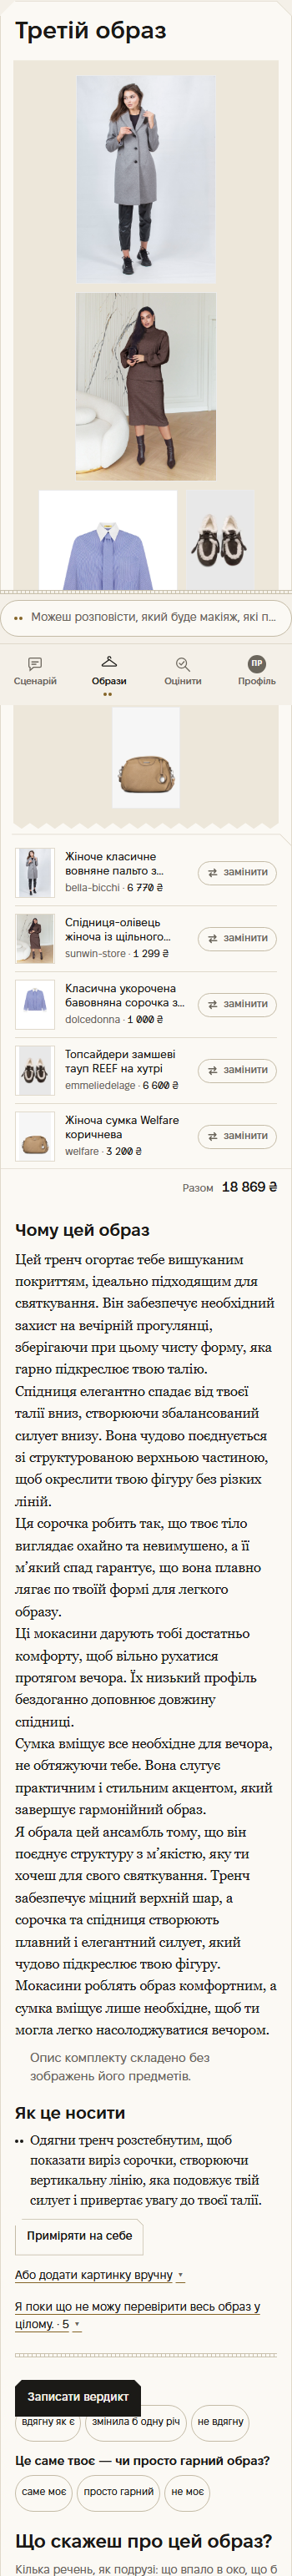 Третій образ
Можеш розповісти, який буде макіяж, які п...
Сценарій
Образи
Оцінити
ПР
Профіль
Жіноче класичне
вовняне пальто з...
bella-bicchi · 6 770 ₴
замінити
Спідниця-олівець
жіноча із щільного...
sunwin-store · 1 299 ₴
замінити
Класична укорочена
бавовняна сорочка з...
dolcedonna · 1 000 ₴
замінити
Топсайдери замшеві
тауп REEF на хутрі
emmeliedelage · 6 600 ₴
замінити
Жіноча сумка Welfare
коричнева
welfare · 3 200 ₴
замінити
Разом 18 869 ₴
Чому цей образ
Цей тренч огортає тебе вишуканим
покриттям, ідеально підходящим для
святкування. Він забезпечує необхідний
захист на вечірній прогулянці,
зберігаючи при цьому чисту форму, яка
гарно підкреслює твою талію.
Спідниця елегантно спадає від твоєї
талії вниз, створюючи збалансований
силует внизу. Вона чудово поєднується
зі структурованою верхньою частиною,
щоб окреслити твою фігуру без різких
ліній.
Ця сорочка робить так, що твоє тіло
виглядає охайно та невимушено, а її
м’який спад гарантує, що вона плавно
лягає по твоїй формі для легкого
образу.
Ці мокасини дарують тобі достатньо
комфорту, щоб вільно рухатися
протягом вечора. Їх низький профіль
бездоганно доповнює довжину
спідниці.
Сумка вміщує все необхідне для вечора,
не обтяжуючи тебе. Вона слугує
практичним і стильним акцентом, який
завершує гармонійний образ.
Я обрала цей ансамбль тому, що він
поєднує структуру з м’якістю, яку ти
хочеш для свого святкування. Тренч
забезпечує міцний верхній шар, а
сорочка та спідниця створюють
плавний і елегантний силует, який
чудово підкреслює твою фігуру.
Мокасини роблять образ комфортним, а
сумка вміщує лише необхідне, щоб ти
могла легко насолоджуватися вечором.
Опис комплекту складено без
зображень його предметів.
Як це носити
Одягни тренч розстебнутим, щоб
показати виріз сорочки, створюючи
вертикальну лінію, яка подовжує твій
силует і привертає увагу до твоєї талії.
Приміряти на себе
Або додати картинку вручну
Я поки що не можу перевірити весь образ у
цілому. · 5
Записати вердикт
вдягну як є
змінила б одну річ
не вдягну
Це саме твоє — чи просто гарний образ?
саме моє
просто гарний
не моє
Що скажеш про цей образ?
Кілька речень, як подрузі: що впало в око, що б